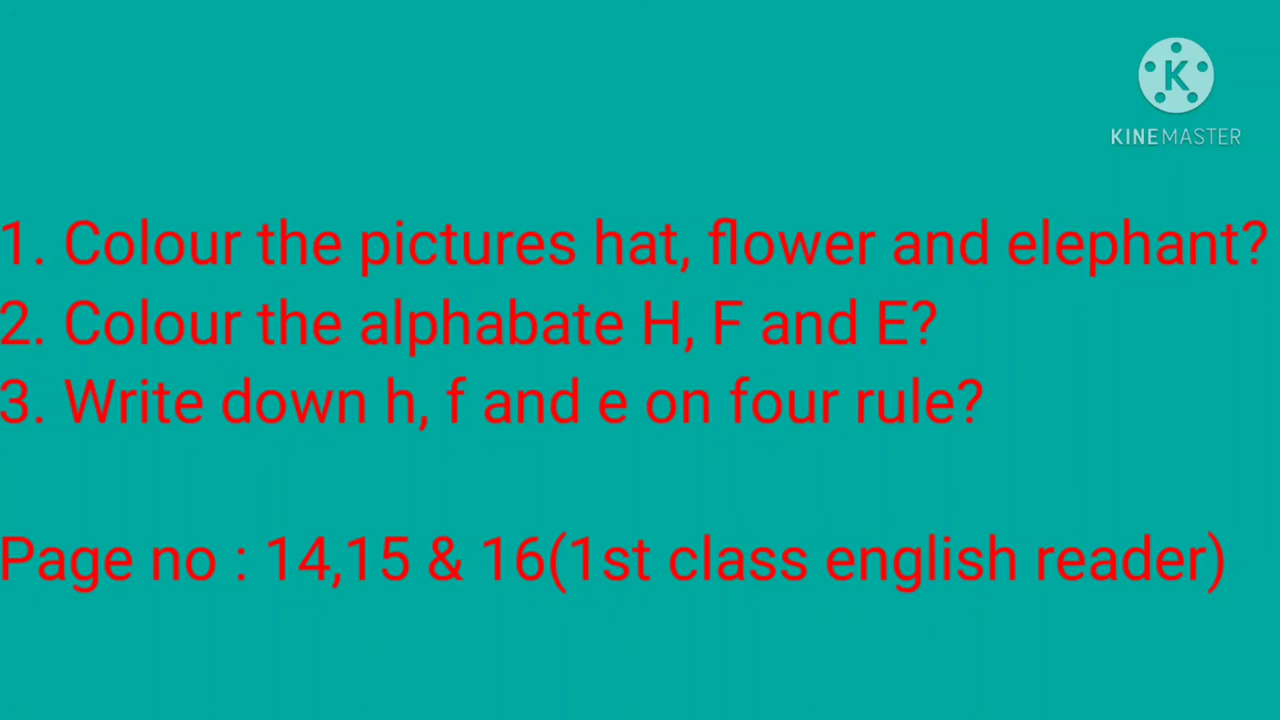 K
KINEMASTER
1. Colour the pictures hat, flower and elephant?
2. Colour the alphabate H, F and E?
3. Write down h, f and e on four rule?
Page no : 14,15 & 16(1st class english reader)